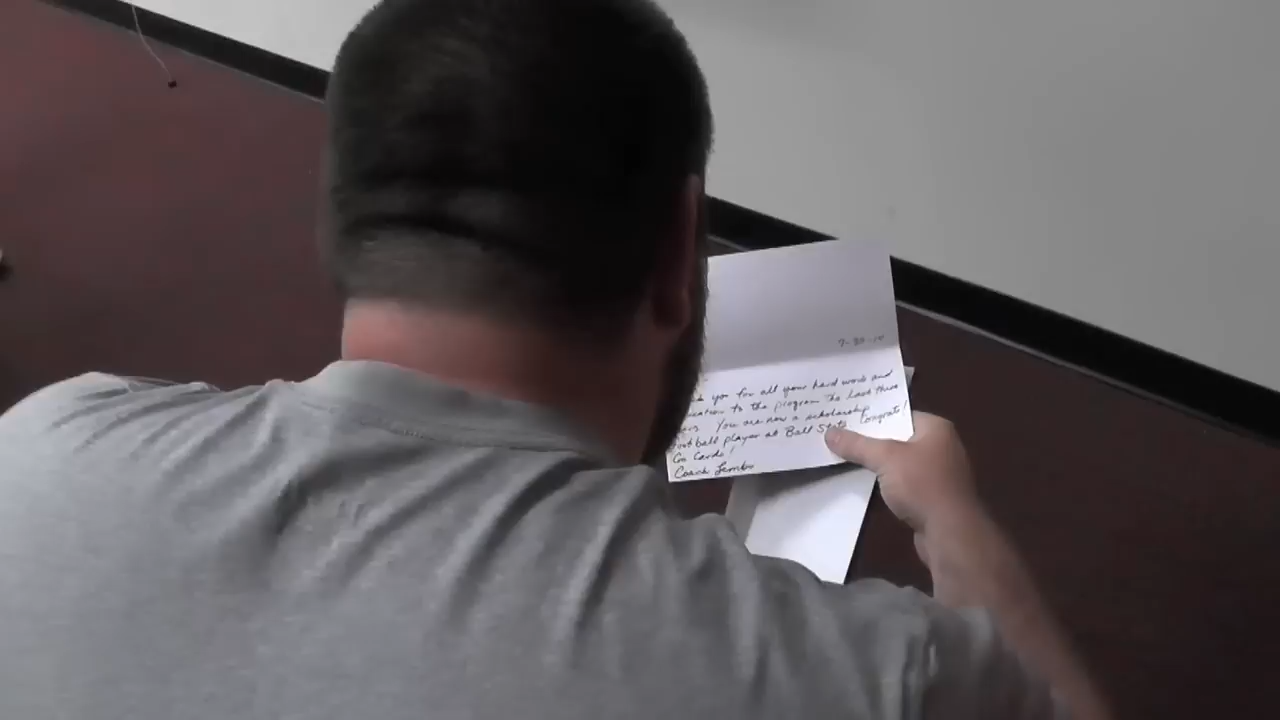 7-30-14
you for all your hard work and
to the program the last three
You are now a scholarship
football player at Ball State. Congrats!
Go Cards!
Coach Lembo